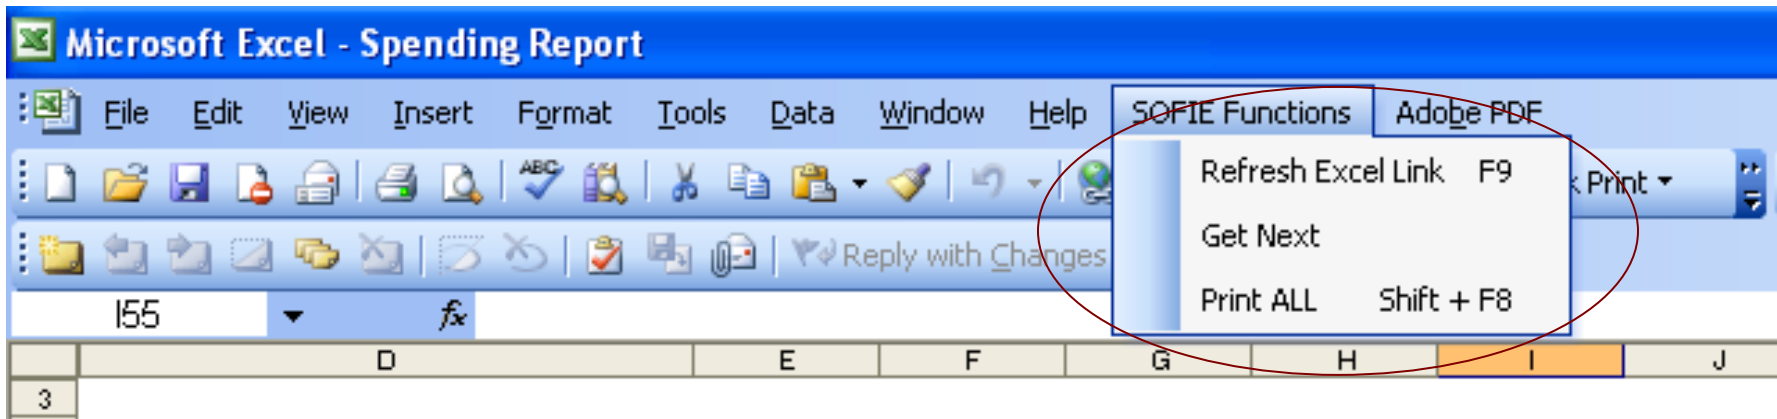 Microsoft Excel - Spending Report
File Edit View Insert Format Tools Data Window Help SOFIE Functions Adobe PDF
ABC Refresh Excel Link F9 Print
Reply with Changes Get Next
I55 fx Print ALL Shift + F8
D E F G H I J
3